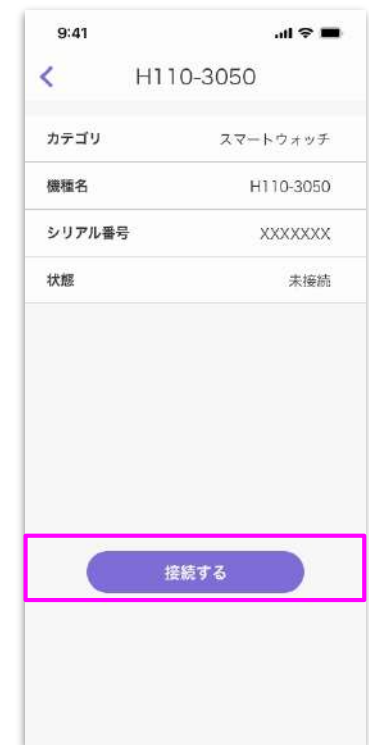 9:41
H110-3050
カテゴリ スマートウォッチ
機種名 H110-3050
シリアル番号 XXXXXXX
状態 未接続
接続する